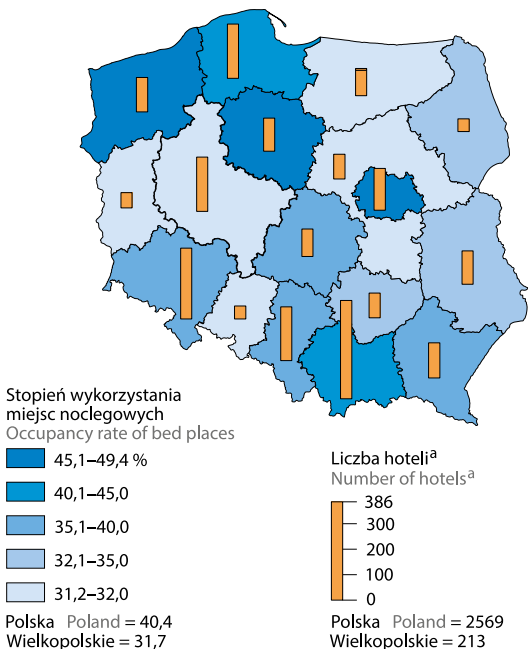 Stopień wykorzystania
miejsc noclegowych
Occupancy rate of bed places
45,1–49,4 %
40,1–45,0
35,1–40,0
32,1–35,0
31,2–32,0
Polska Poland = 40,4
Wielkopolskie = 31,7
Liczba hoteliᵃ
Number of hotelsᵃ
386
300
200
100
0
Polska Poland = 2569
Wielkopolskie = 213